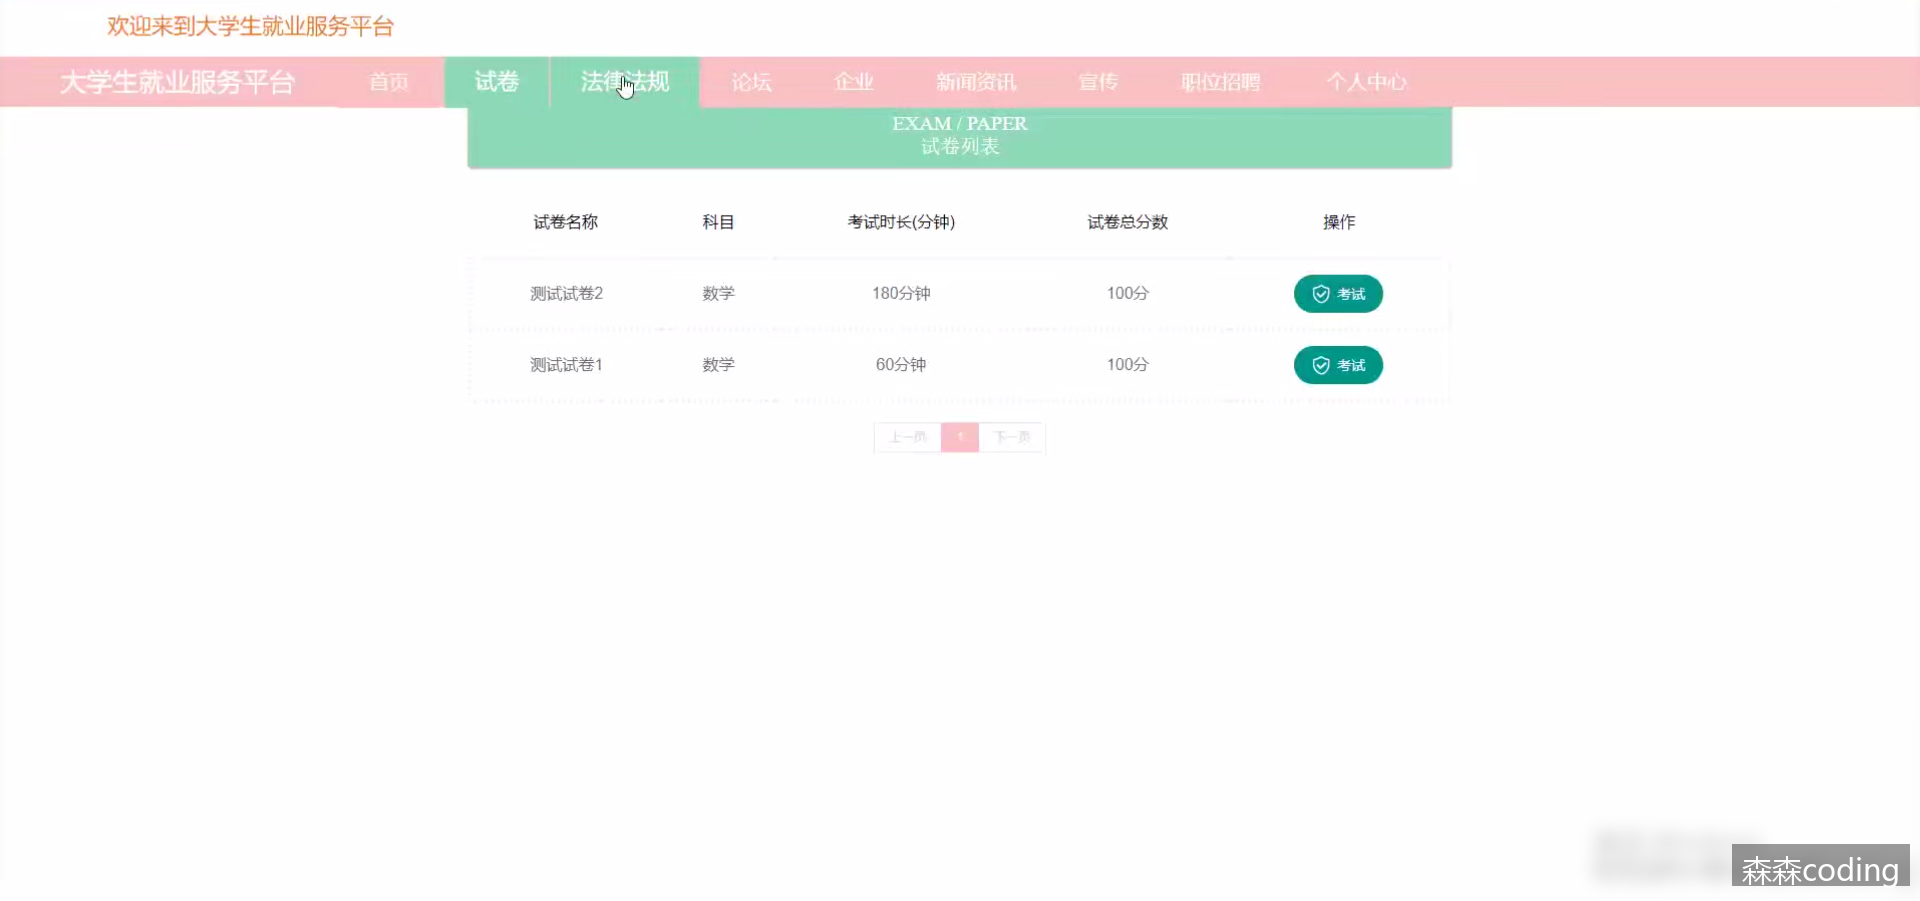 欢迎来到大学生就业服务平台
大学生就业服务平台 首页 试卷 法律法规 论坛 企业 新闻资讯 宣传 职位招聘 个人中心
EXAM / PAPER
试卷列表
试卷名称 科目 考试时长(分钟) 试卷总分数 操作
测试试卷2 数学 180分钟 100分 考试
测试试卷1 数学 60分钟 100分 考试
上一页 1 下一页
森森coding